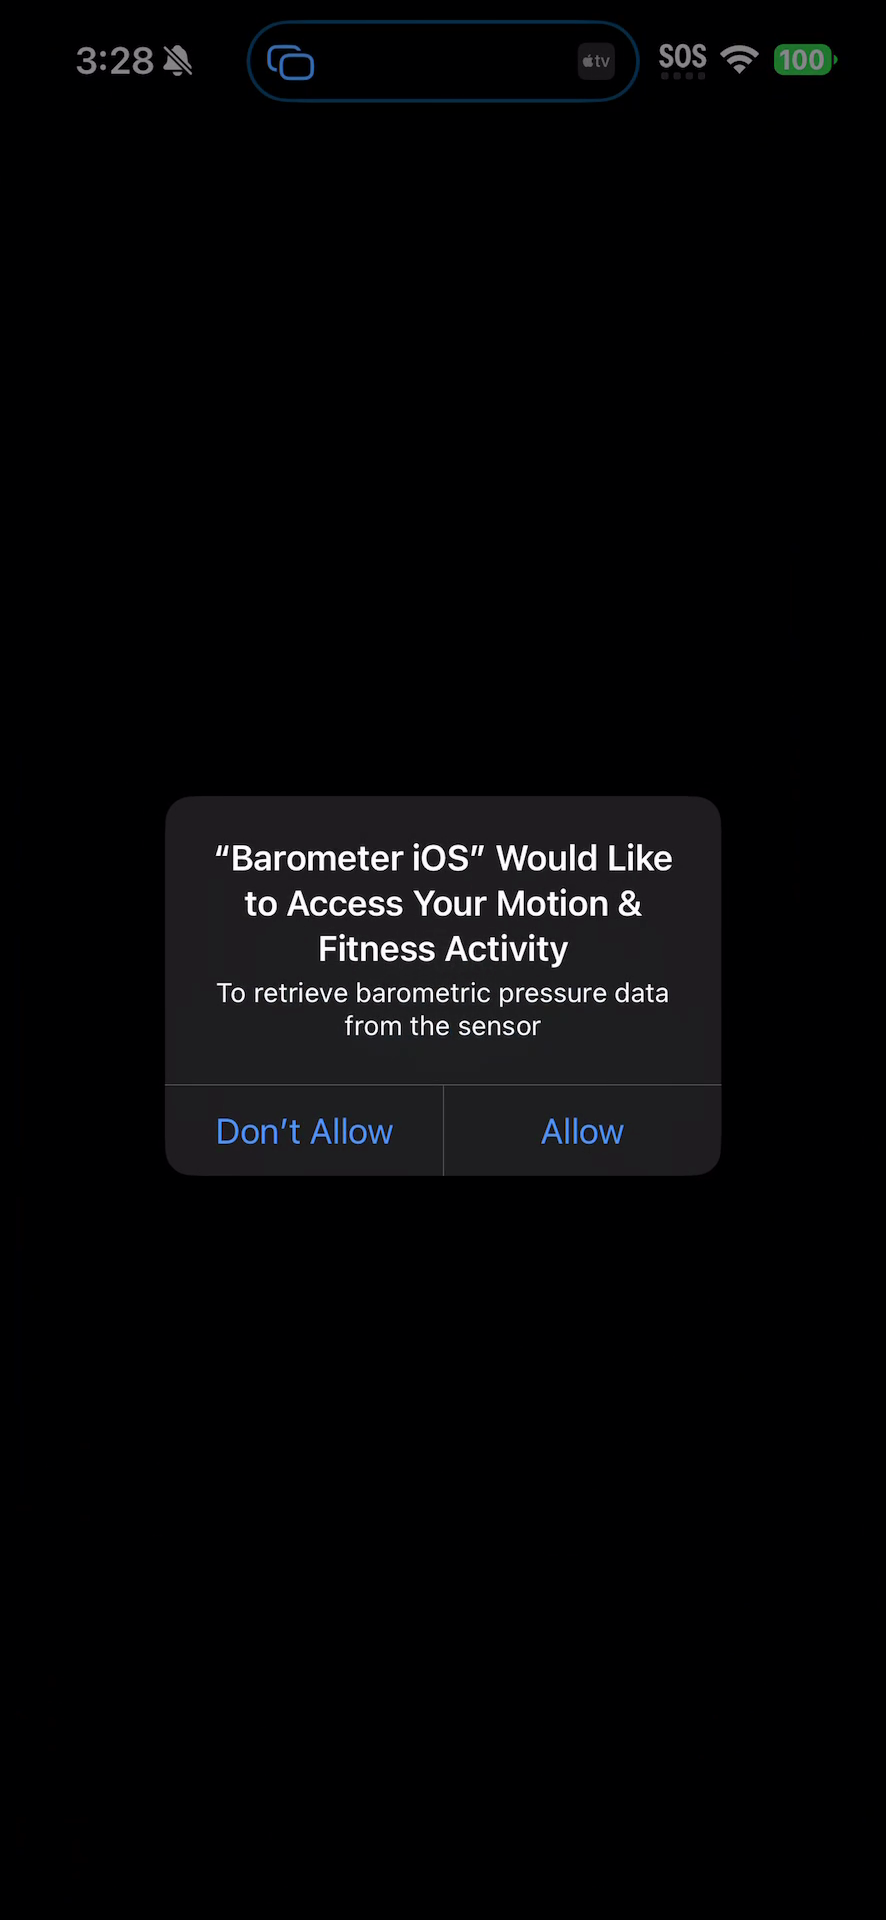 3:28 tv SOS 100
“Barometer iOS” Would Like
to Access Your Motion &
Fitness Activity
To retrieve barometric pressure data
from the sensor
Don’t Allow Allow